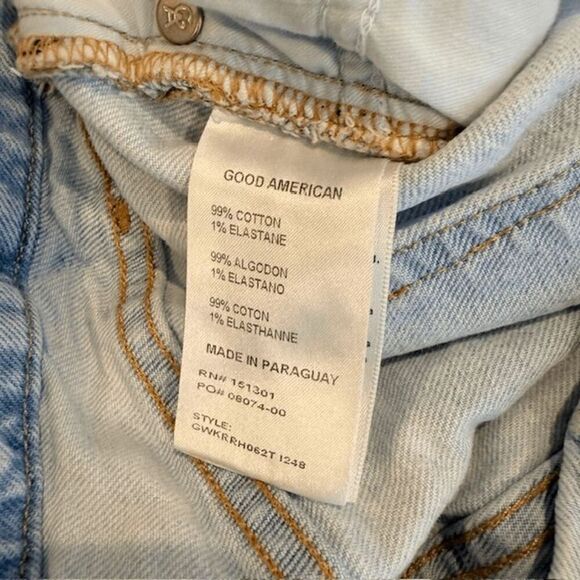 GOOD AMERICAN
99% COTTON
1% ELASTANE
99% ALGODON
1% ELASTANO
99% COTON
1% ELASTHANNE
MADE IN PARAGUAY
RN# 151301
PO# 08074-00
STYLE:
GWKRRH062T I248